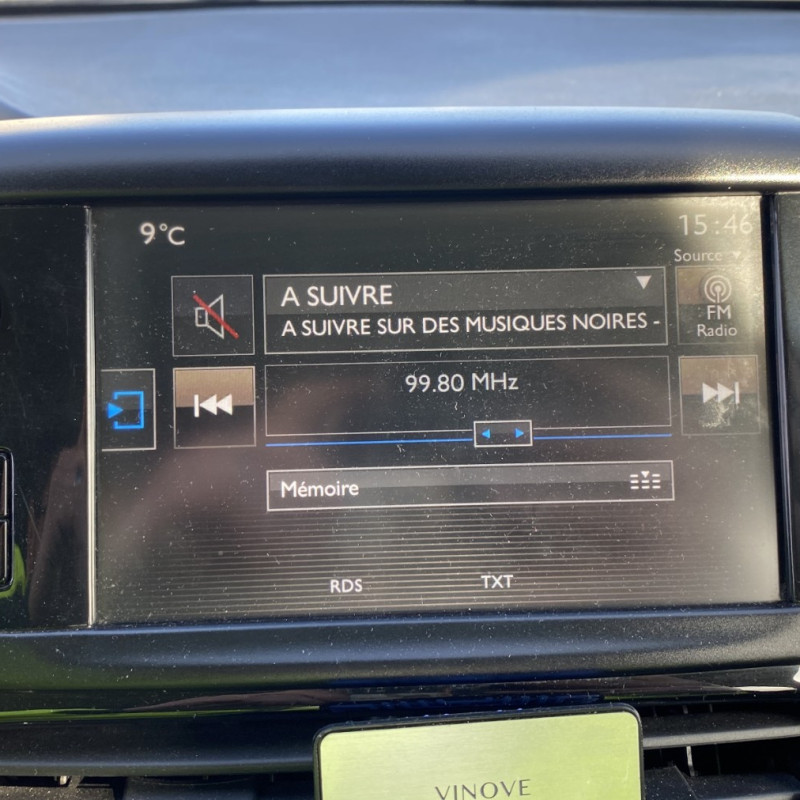 9°C
15:46
Source
A SUIVRE
A SUIVRE SUR DES MUSIQUES NOIRES -
FM
Radio
99.80 MHz
Mémoire
RDS
TXT
VINOVE